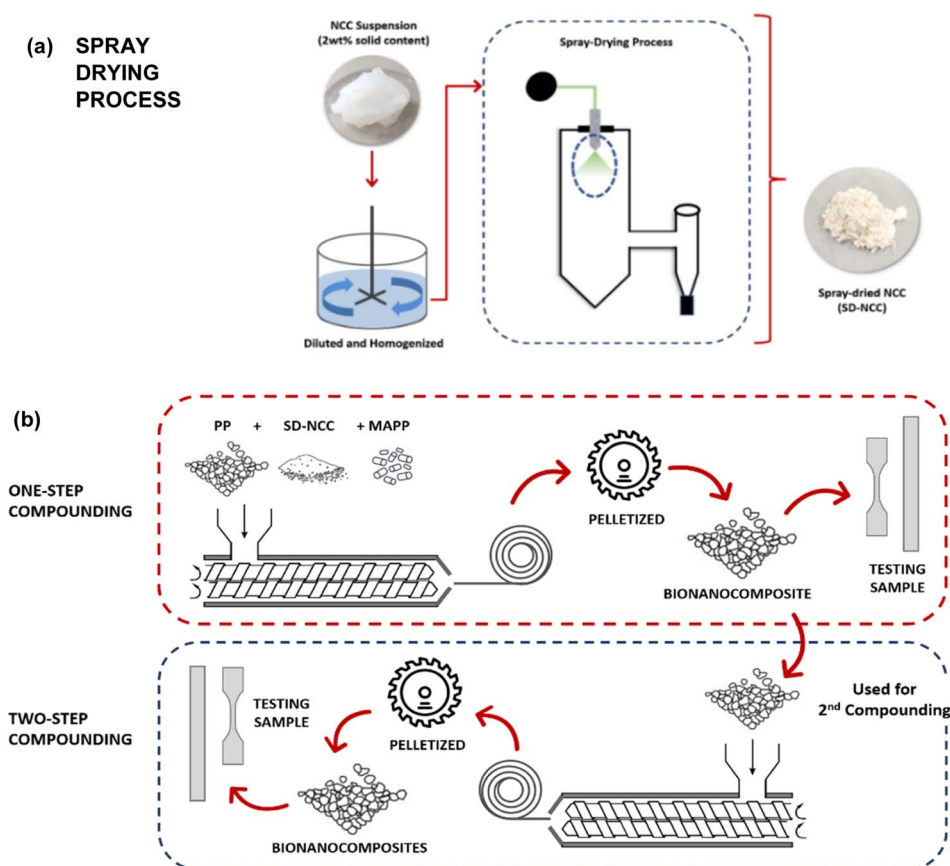 (a) SPRAY
DRYING
PROCESS
NCC Suspension
(2wt% solid content)
Diluted and Homogenized
Spray-Drying Process
Spray-dried NCC
(SD-NCC)
(b)
ONE-STEP
COMPOUNDING
PP + SD-NCC + MAPP
PELLETIZED
BIONANOCOMPOSITE
TESTING
SAMPLE
TWO-STEP
COMPOUNDING
Used for
2nd Compounding
PELLETIZED
TESTING
SAMPLE
BIONANOCOMPOSITES